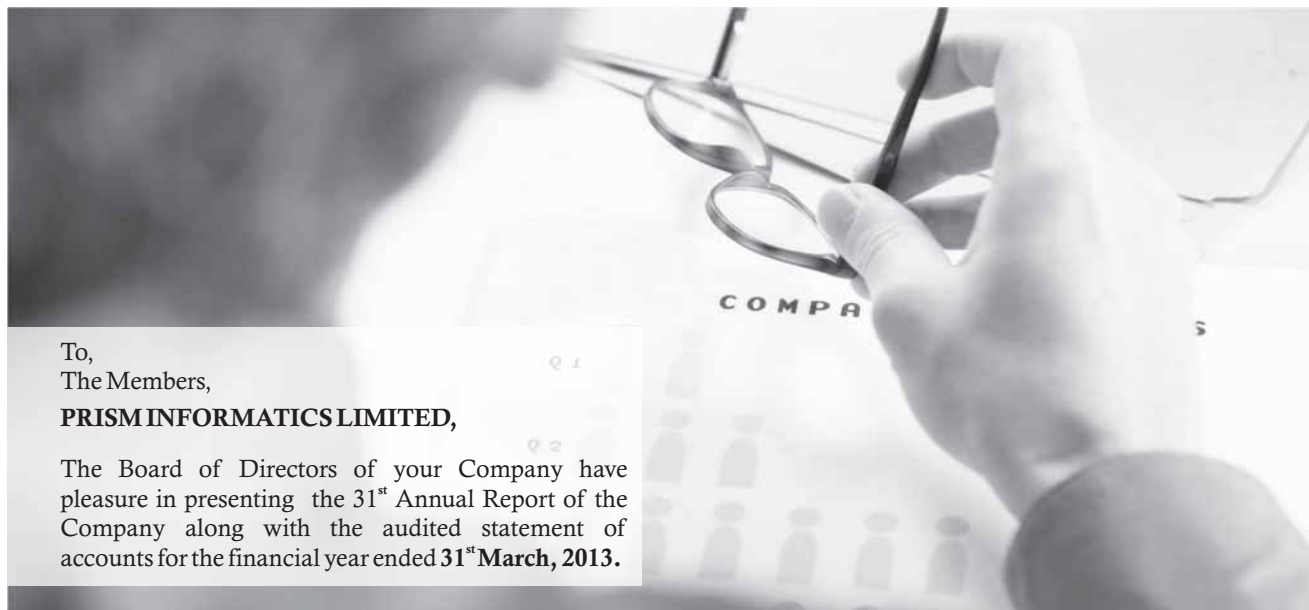 COMPA
S
Q 1
Q 2
To,
The Members,
PRISM INFORMATICS LIMITED,
The Board of Directors of your Company have
pleasure in presenting the 31st Annual Report of the
Company along with the audited statement of
accounts for the financial year ended 31st March, 2013.